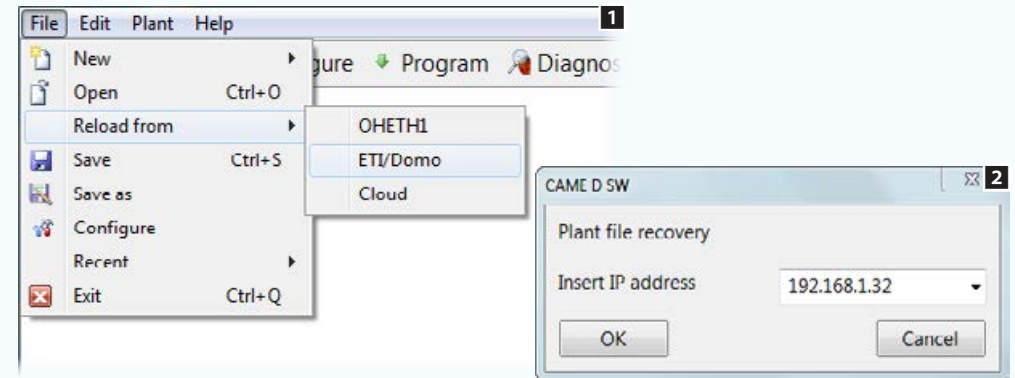 File Edit Plant Help
1
New
Program Diagnos
Open Ctrl+O
Reload from
OHETH1
Save Ctrl+S
ETI/Domo
Save as
Cloud
Configure
Recent
Exit Ctrl+Q
CAME D SW
2
Plant file recovery
Insert IP address 192.168.1.32
OK Cancel